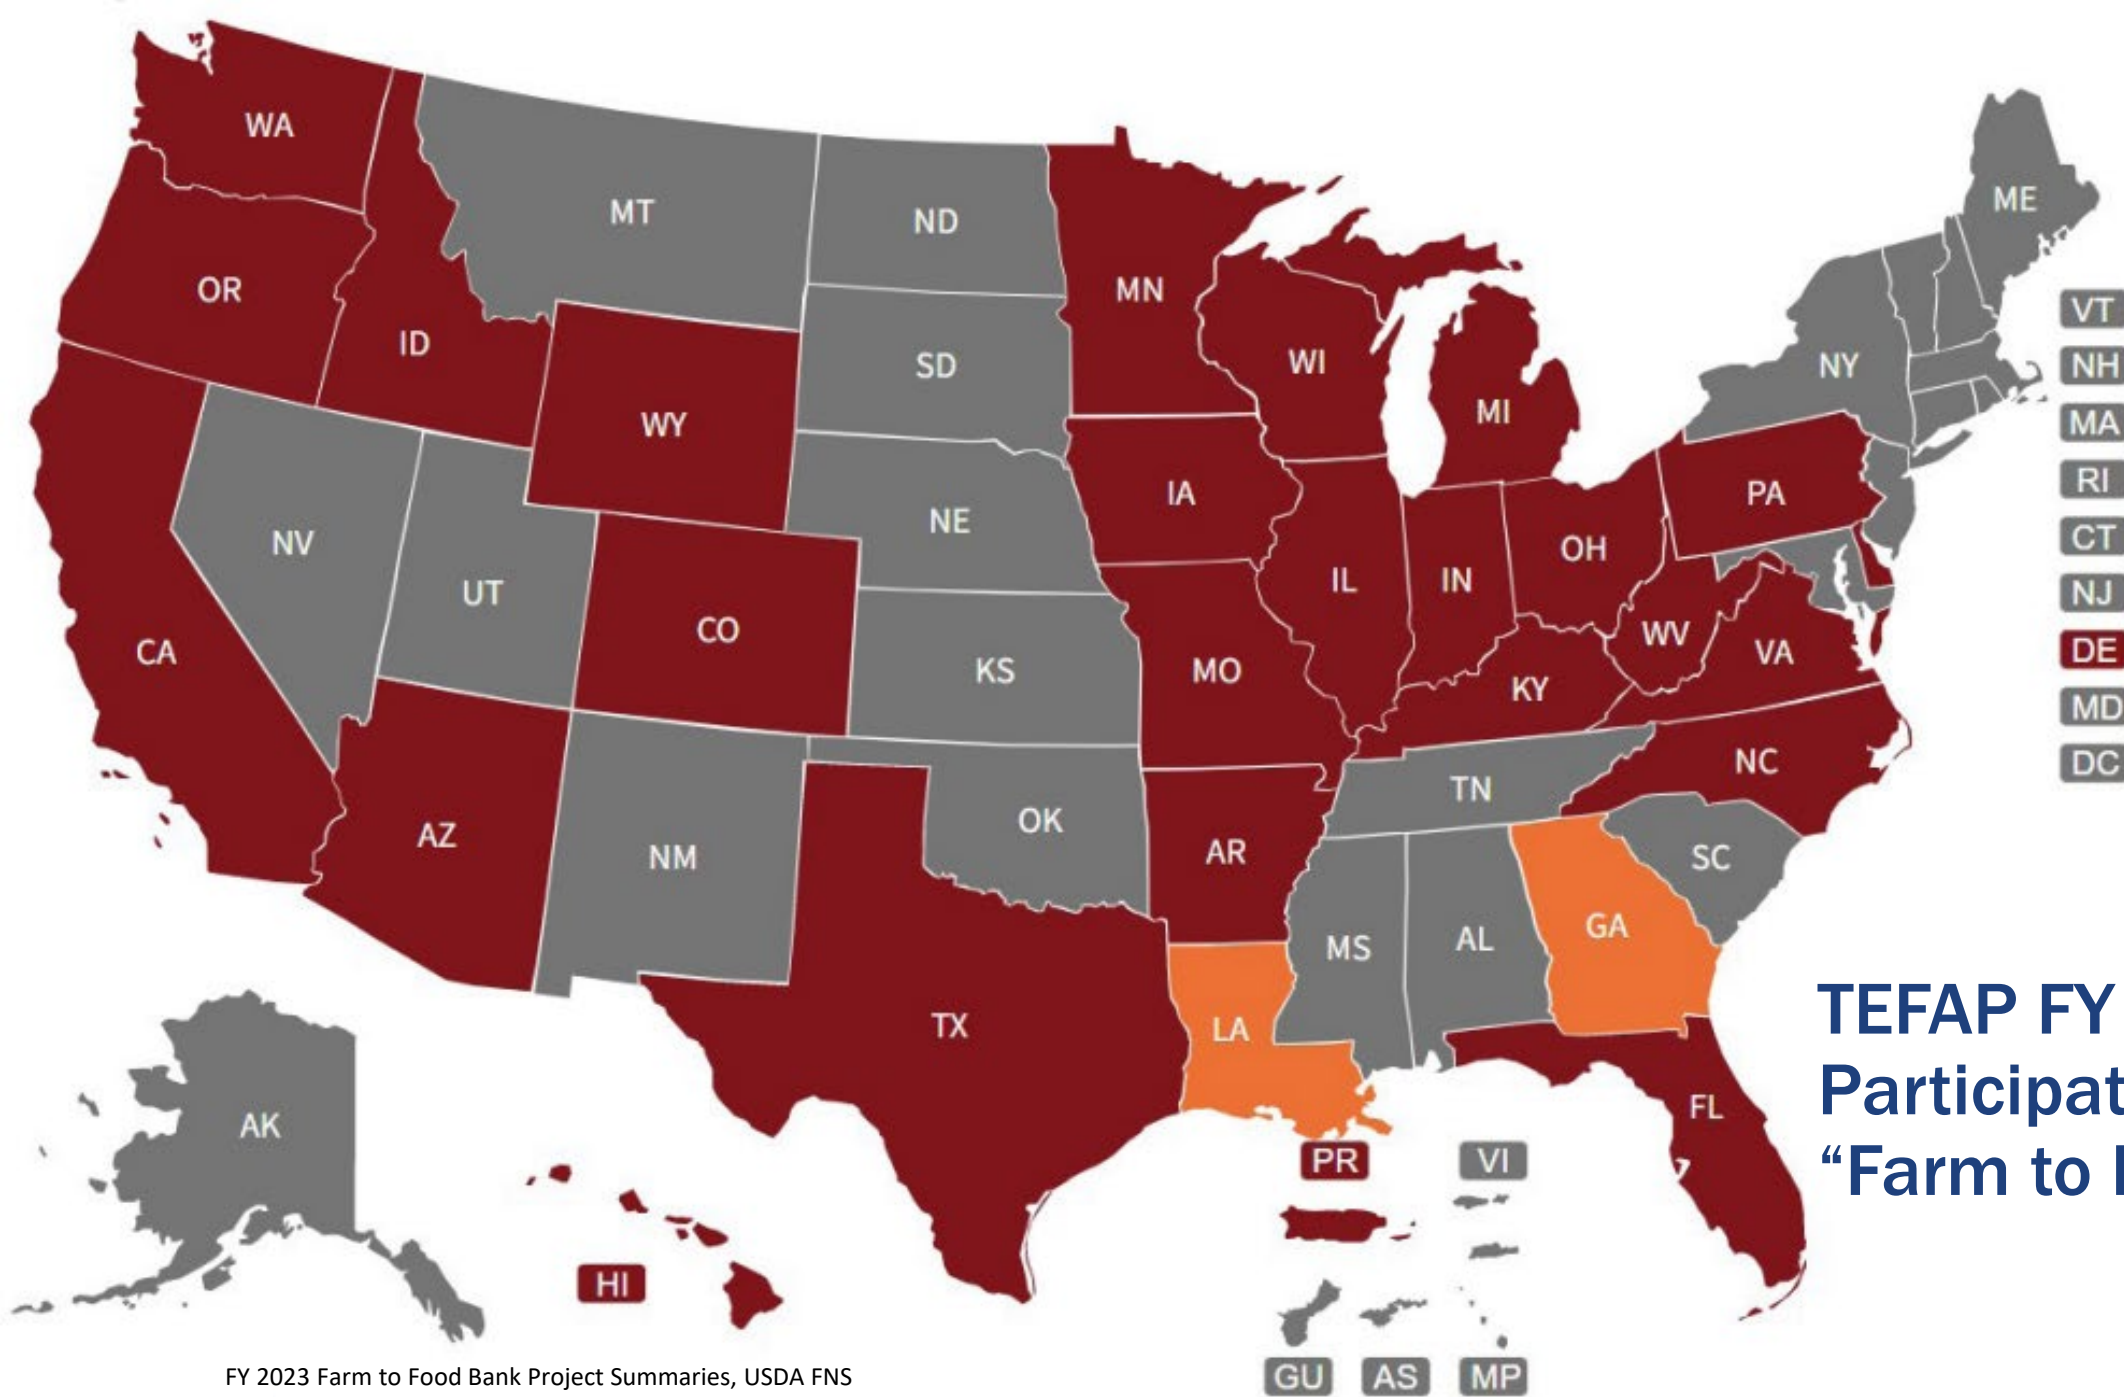 WA
MT
ND
MN
ME
OR
ID
SD
WI
MI
NY
VT
NH
MA
RI
CT
NJ
DE
MD
DC
WY
IA
PA
NE
NV
UT
CO
KS
IL
IN
OH
WV
VA
CA
MO
KY
NC
TN
AZ
NM
OK
AR
SC
MS
AL
GA
TX
LA
FL
AK
HI
PR
VI
GU
AS
MP
TEFAP FY
Participat
“Farm to
FY 2023 Farm to Food Bank Project Summaries, USDA FNS